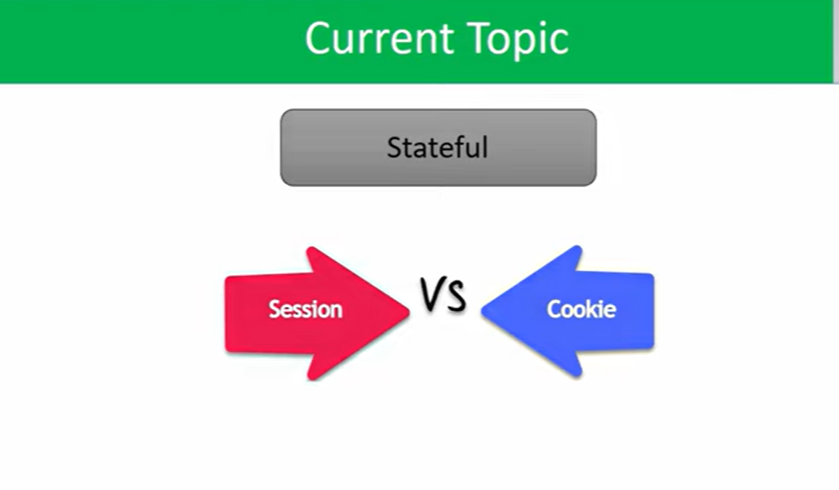 Current Topic
Stateful
Session
VS
Cookie